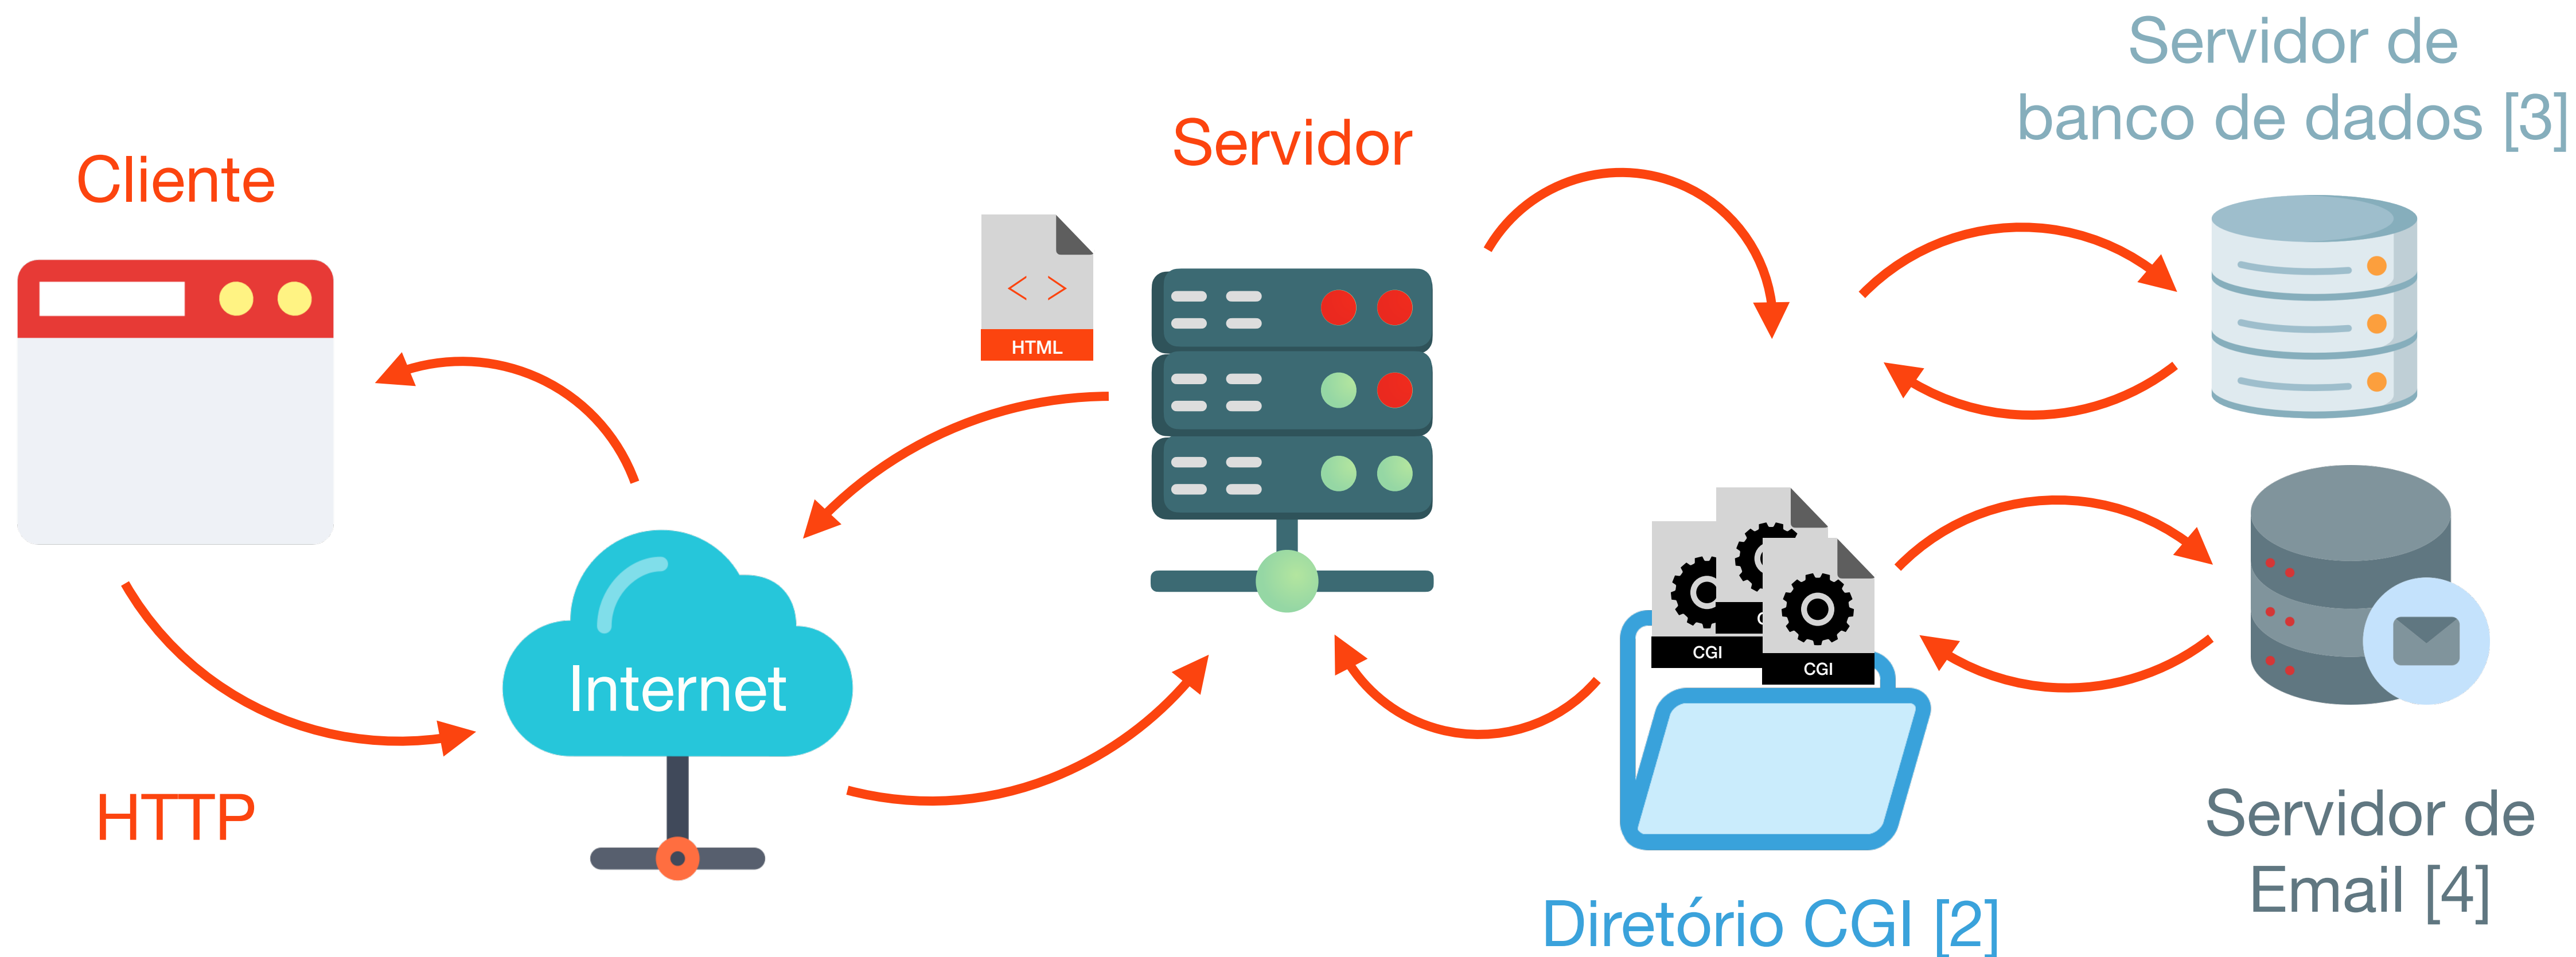 Cliente
HTTP
Internet
HTML
Servidor
CGI
CGI
Diretório CGI [2]
Servidor de
banco de dados [3]
Servidor de
Email [4]